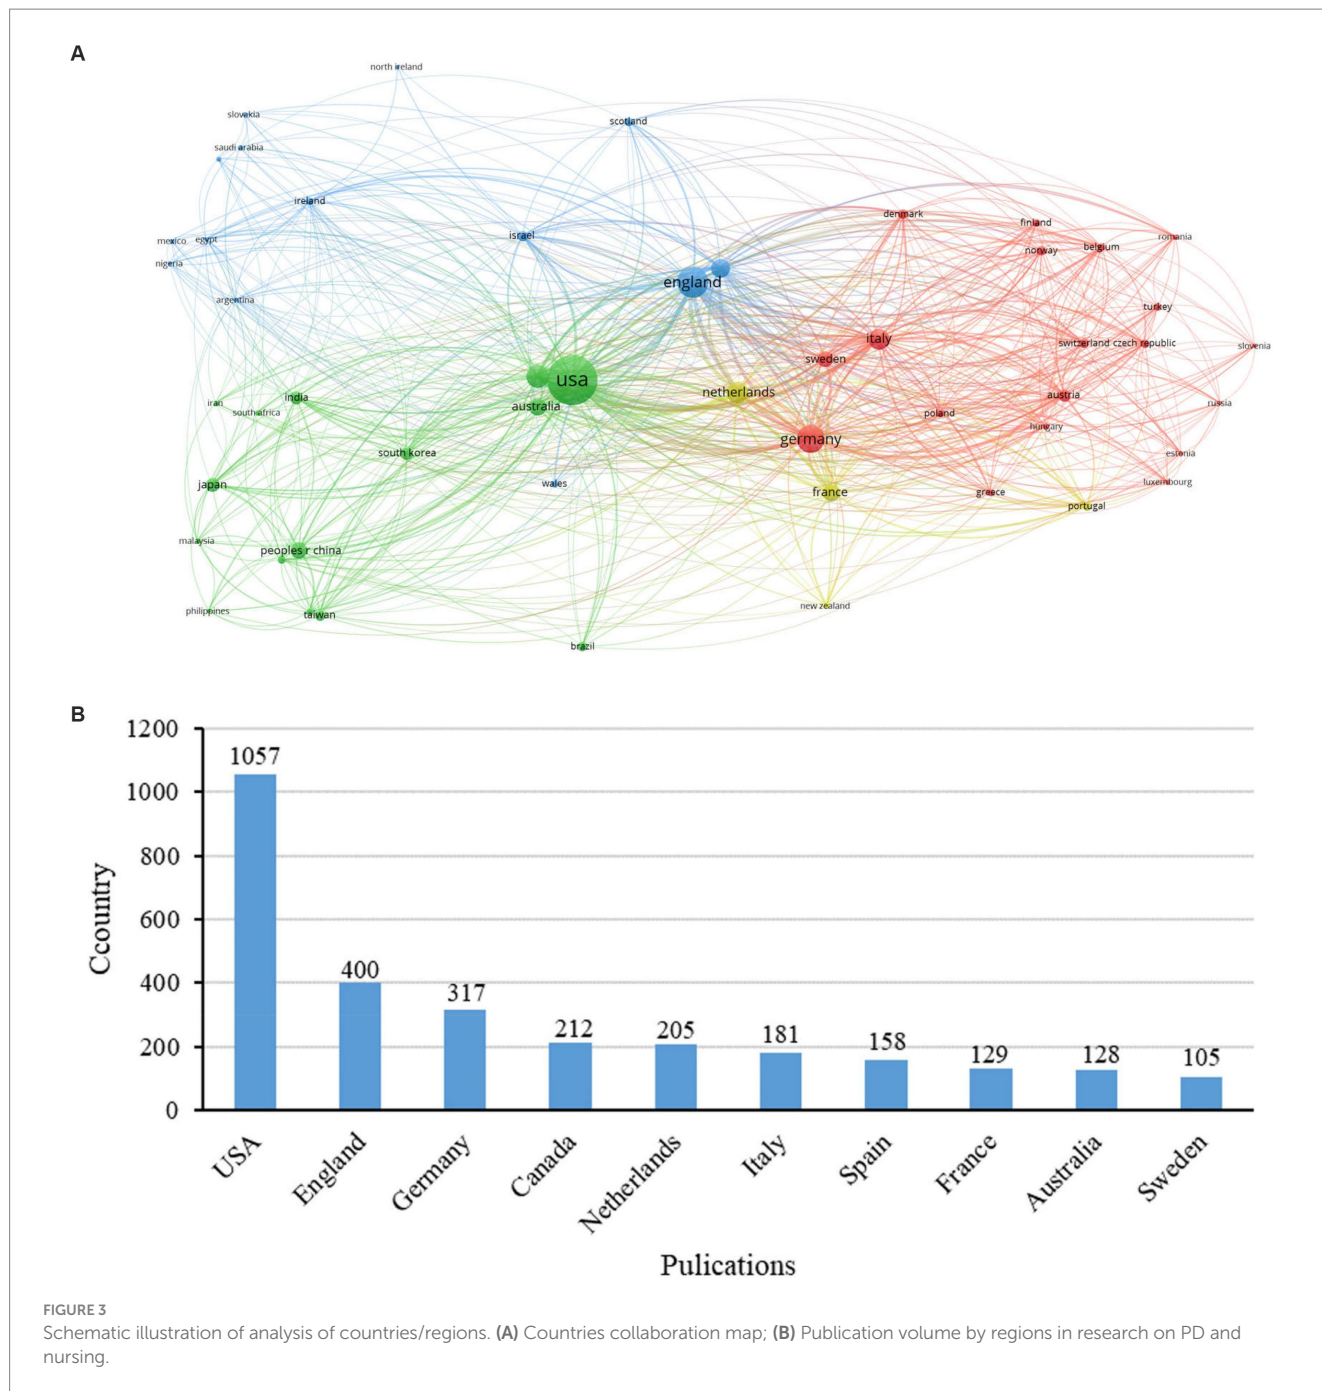 A
north ireland
slovakia
scotland
saudi arabia
ireland
denmark
finland
romania
mexico
egypt
israel
norway
belgium
nigeria
england
argentina
turkey
italy
switzerland
czech republic
slovenia
sweden
usa
netherlands
iran
south africa
india
australia
poland
austria
russia
hungary
germany
south korea
estonia
japan
wales
france
greece
luxembourg
portugal
malaysia
peoples r china
philippines
taiwan
new zealand
brazil
B
1200
1000
800
600
400
200
0
Ccountry
1057
400
317
212
205
181
158
129
128
105
USA
England
Germany
Canada
Netherlands
Italy
Spain
France
Australia
Sweden
Pulications
FIGURE 3
Schematic illustration of analysis of countries/regions. (A) Countries collaboration map; (B) Publication volume by regions in research on PD and
nursing.